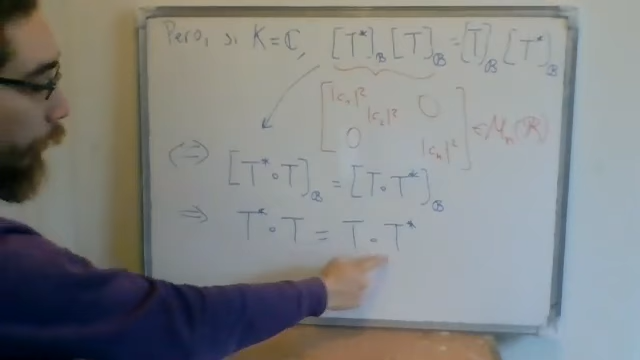 Pero, si K = ℂ, [T*]_B [T]_B = [T]_B [T*]_B
[|c₁|² |c₂|² 0 0 |cₙ|²] ∈ Mₙ(ℝ)
(⇔) [T* ∘ T]_B = [T ∘ T*]_B
⇒ T* ∘ T = T ∘ T*